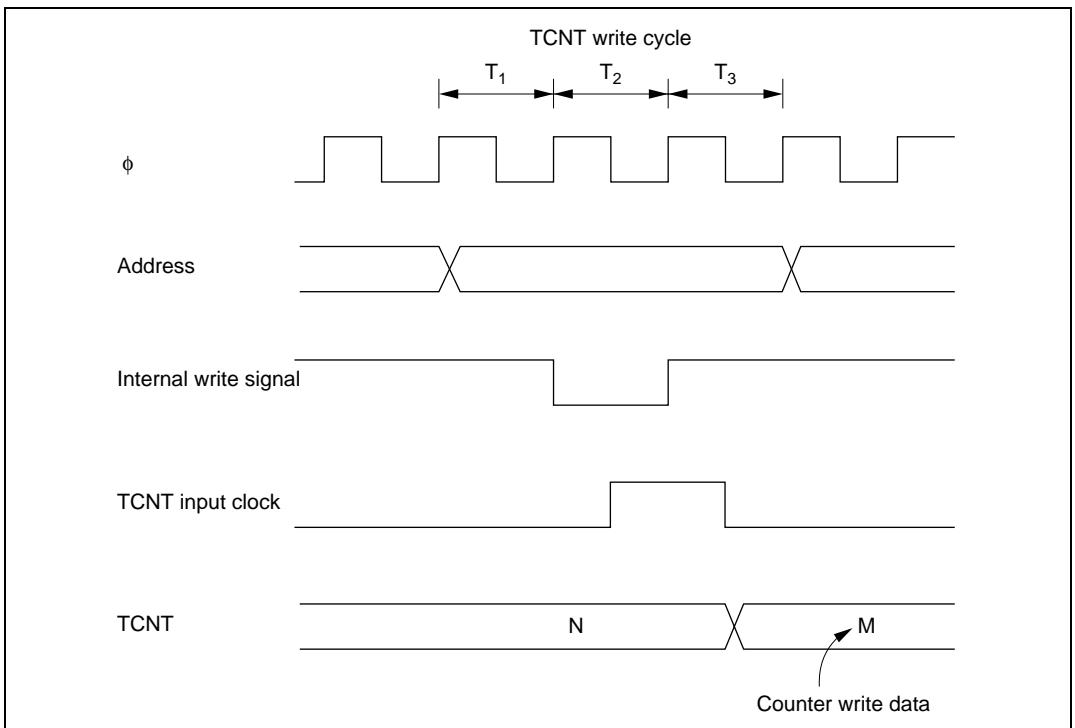 TCNT write cycle
T1 T2 T3
ϕ
Address
Internal write signal
TCNT input clock
TCNT
N
M
Counter write data